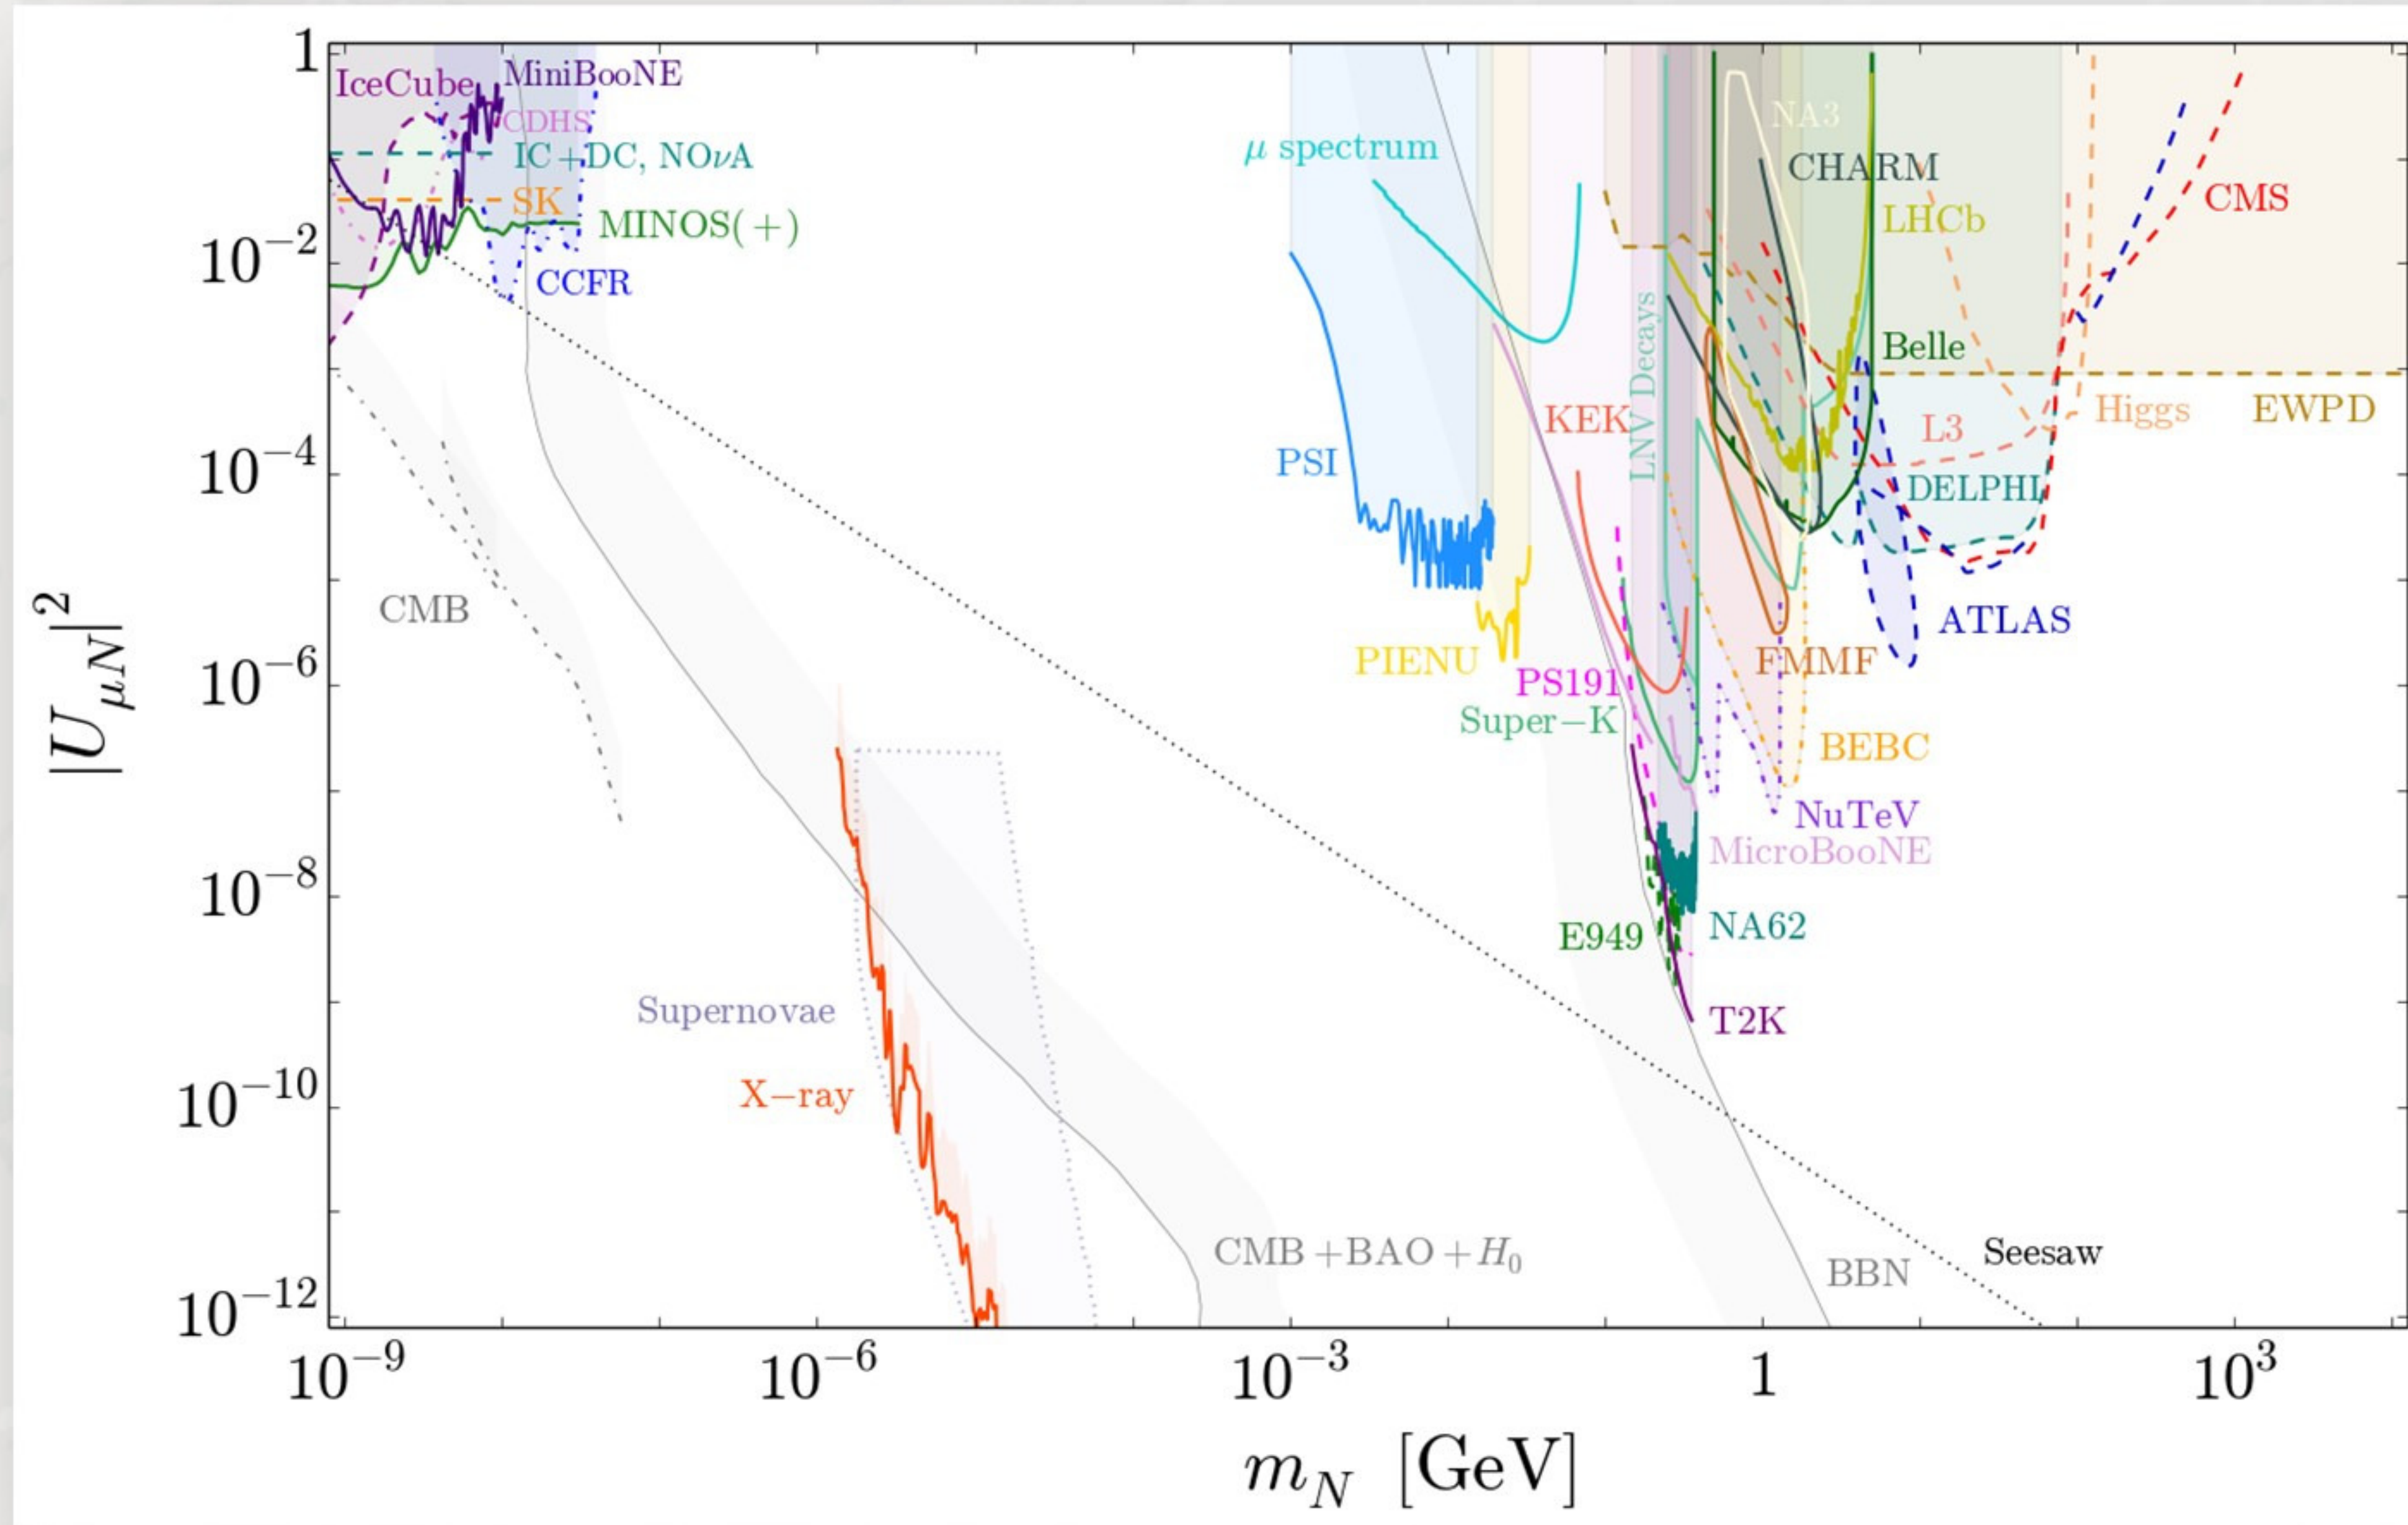 1
10^{-2}
10^{-4}
10^{-6}
10^{-8}
10^{-10}
10^{-12}
|U_{μN}|^2
IceCube
MiniBooNE
CDHS
IC+DC, NOνA
SK
MINOS(+)
CCFR
CMB
Supernovae
X−ray
CMB+BAO+H_0
μ spectrum
PSI
PIENU
KEK
LNV Decays
PS191
Super−K
E949
NA3
CHARM
LHCb
CMS
Belle
L3
Higgs
EWPD
DELPHI
ATLAS
FMMF
BEBC
NuTeV
MicroBooNE
NA62
T2K
BBN
Seesaw
10^{-9}
10^{-6}
10^{-3}
1
10^3
m_N [GeV]